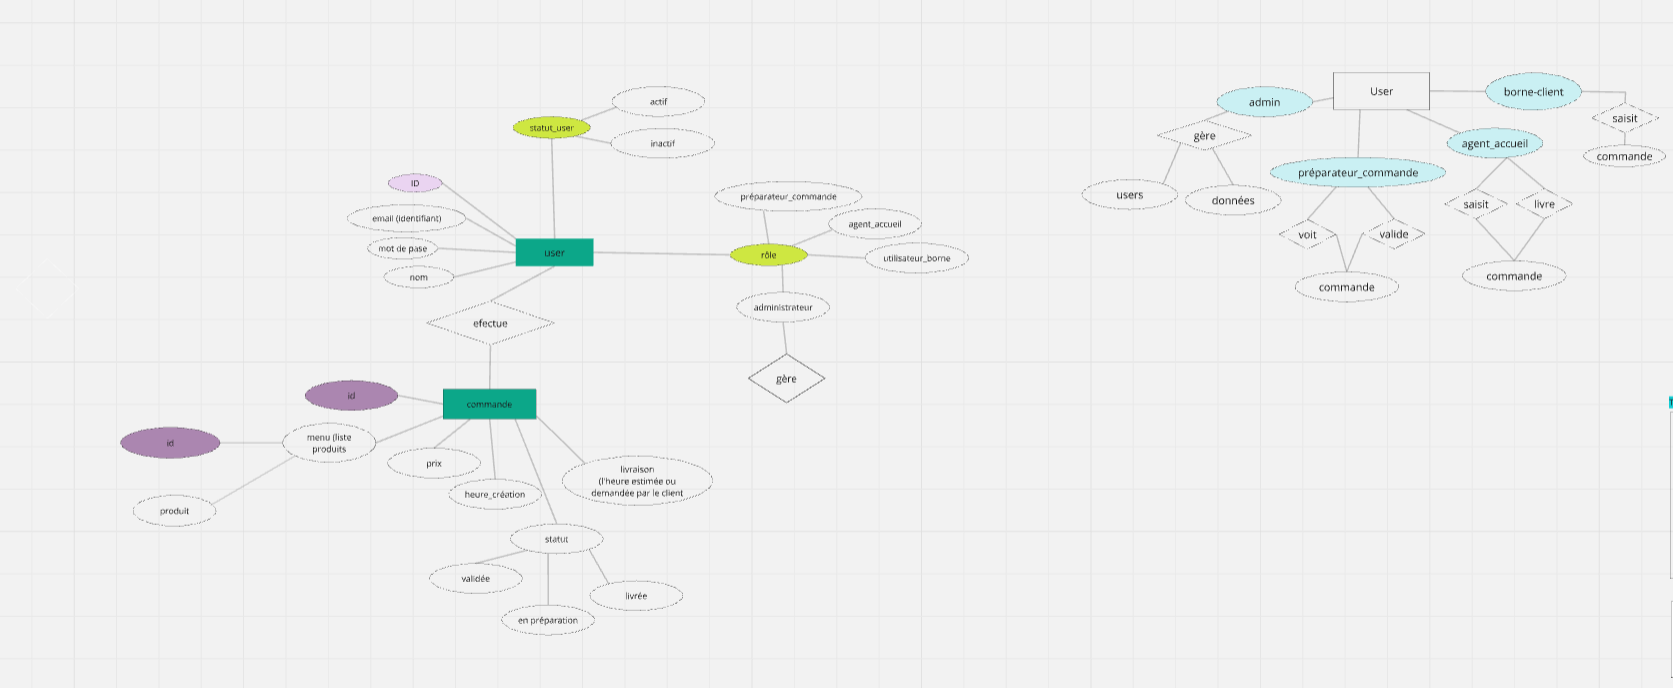 actif
statut_user
inactif
ID
email (identifiant)
mot de pase
nom
user
préparateur_commande
agent_accueil
rôle
utilisateur_borne
administrateur
gère
efectue
id
commande
id
menu (liste
produits
produit
prix
heure_création
livraison
(l'heure estimée ou
demandée par le client
statut
validée
en préparation
livrée
User
admin
borne-client
gère
saisit
commande
users
données
préparateur_commande
agent_accueil
voit
valide
commande
saisit
livre
commande